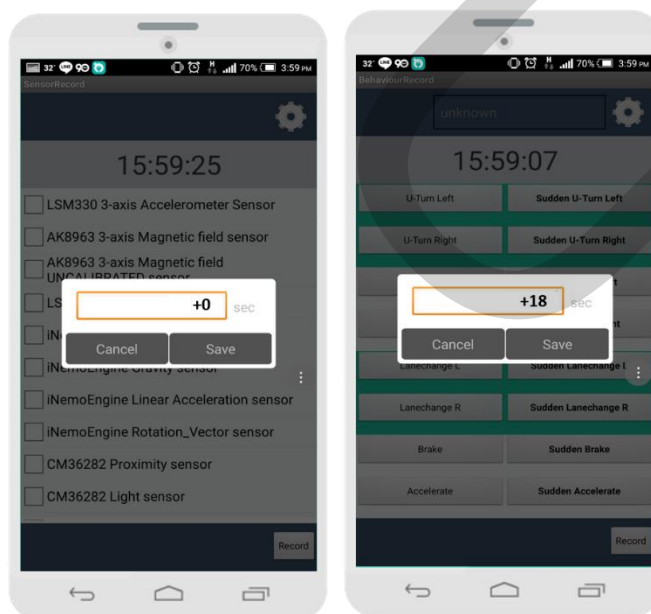 32° 90 70% 3:59 PM
SensorRecord
15:59:25
LSM330 3-axis Accelerometer Sensor
AK8963 3-axis Magnetic field sensor
AK8963 3-axis Magnetic field
UNCALIBRATED sensor
LS
+0 sec
iN
Cancel Save
iNemoEngine Gravity sensor
iNemoEngine Linear Acceleration sensor
iNemoEngine Rotation_Vector sensor
CM36282 Proximity sensor
CM36282 Light sensor
Record
32° 90 70% 3:59 PM
BehaviourRecord
unknown
15:59:07
U-Turn Left Sudden U-Turn Left
U-Turn Right Sudden U-Turn Right
+18 sec
Cancel Save
Lanechange L Sudden Lanechange L
Lanechange R Sudden Lanechange R
Brake Sudden Brake
Accelerate Sudden Accelerate
Record